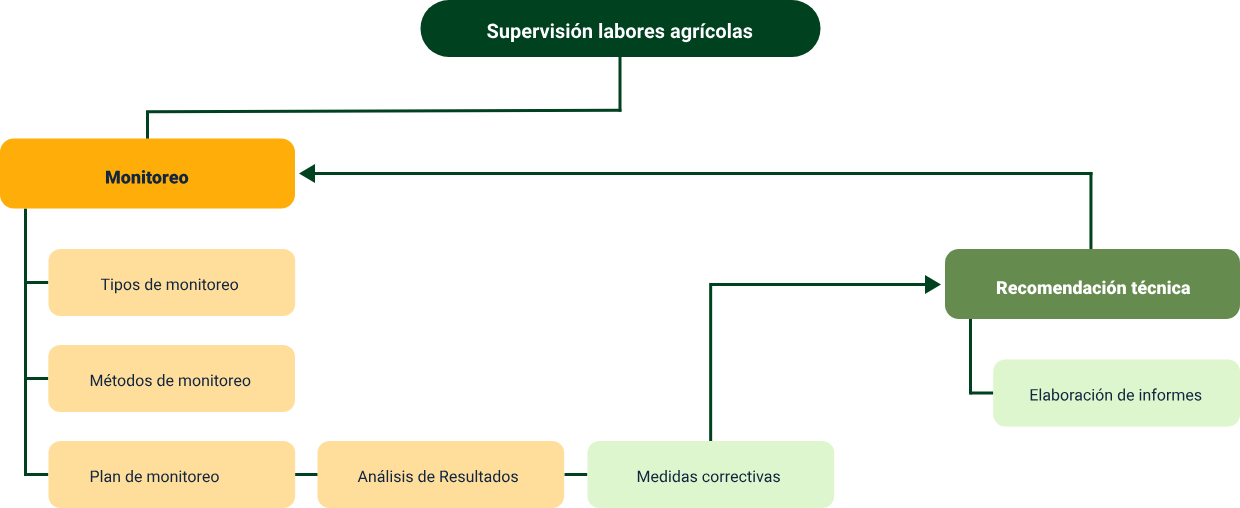 Supervisión labores agrícolas
Monitoreo
Tipos de monitoreo
Recomendación técnica
Métodos de monitoreo
Elaboración de informes
Plan de monitoreo
Análisis de Resultados
Medidas correctivas